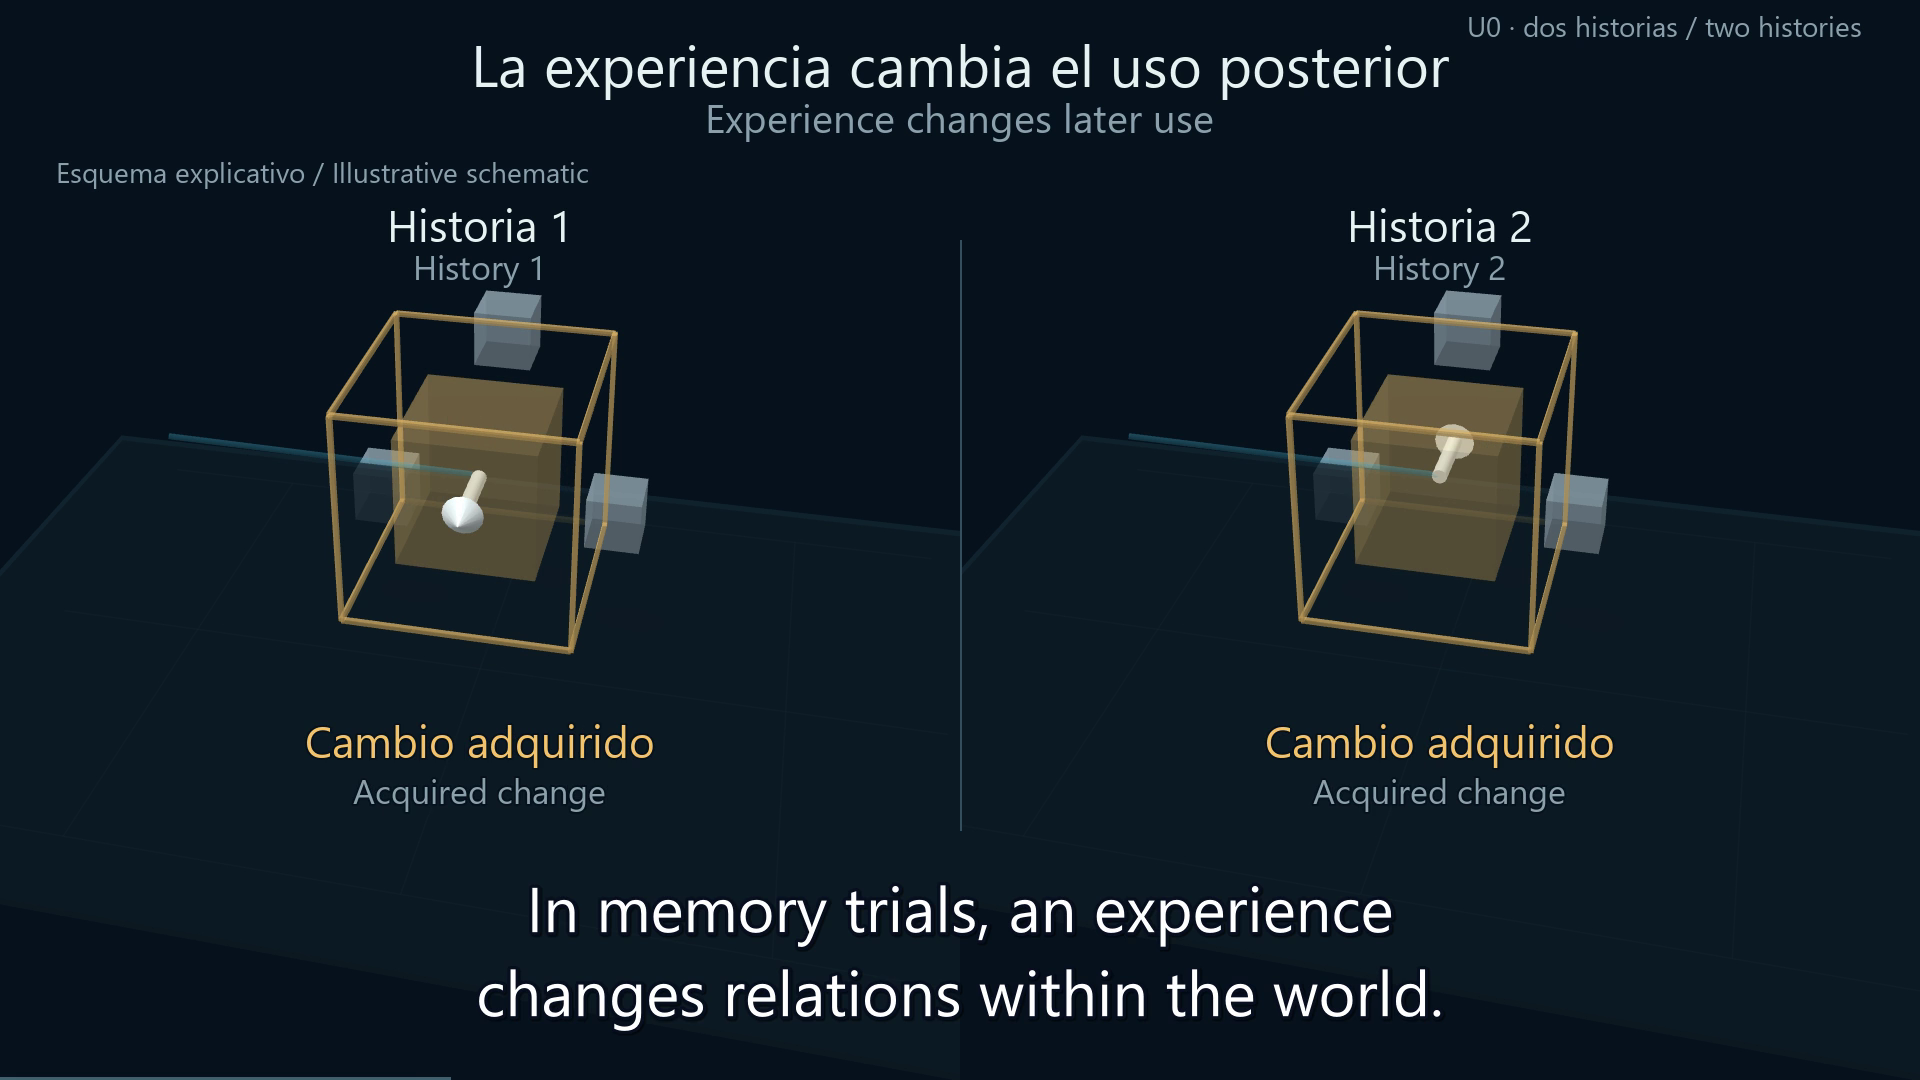 U0 · dos historias / two histories
La experiencia cambia el uso posterior
Experience changes later use
Esquema explicativo / Illustrative schematic
Historia 1
History 1
Historia 2
History 2
Cambio adquirido
Acquired change
Cambio adquirido
Acquired change
In memory trials, an experience
changes relations within the world.